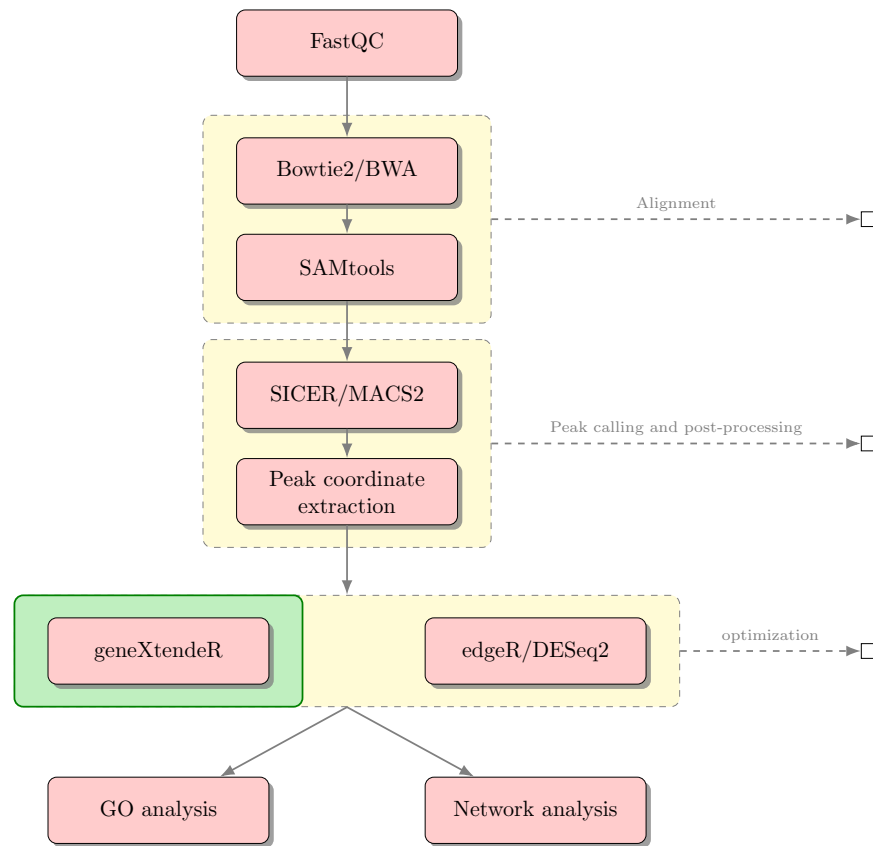 FastQC
Bowtie2/BWA
Alignment
SAMtools
SICER/MACS2
Peak calling and post-processing
Peak coordinate
extraction
geneXtendeR
edgeR/DESeq2
optimization
GO analysis
Network analysis